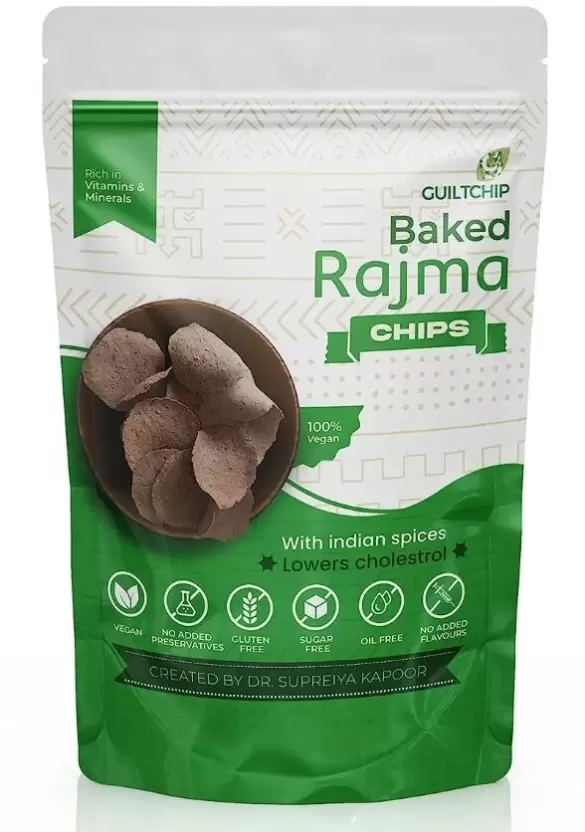 Rich in
Vitamins &
Minerals
GUILTCHIP
Baked
Rajma
CHIPS
100%
Vegan
With indian spices
Lowers cholestrol
VEGAN
NO ADDED
PRESERVATIVES
GLUTEN
FREE
SUGAR
FREE
OIL FREE
NO ADDED
FLAVOURS
CREATED BY DR. SUPREIYA KAPOOR